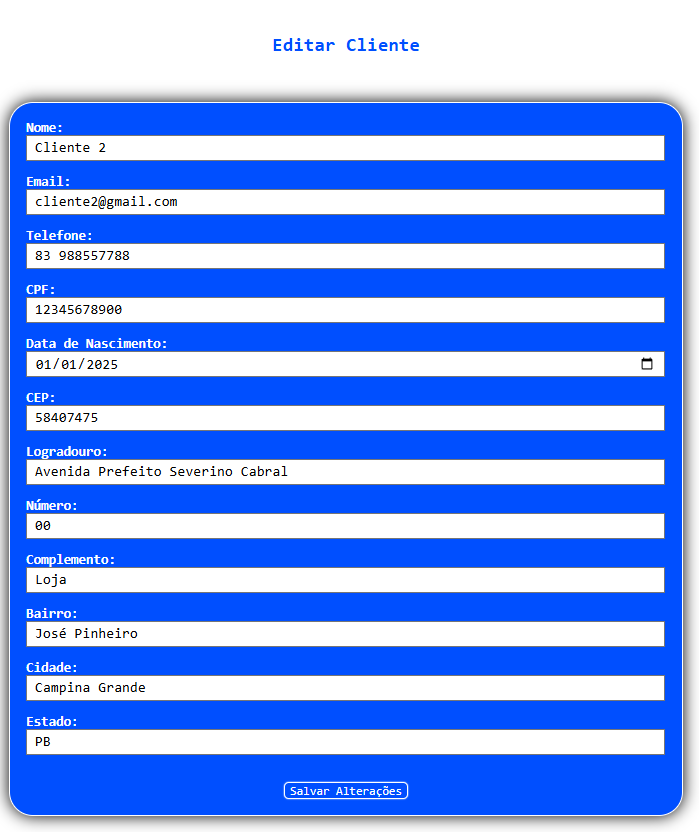 Editar Cliente
Nome:
Cliente 2
Email:
cliente2@gmail.com
Telefone:
83 988557788
CPF:
12345678900
Data de Nascimento:
01/01/2025
CEP:
58407475
Logradouro:
Avenida Prefeito Severino Cabral
Número:
00
Complemento:
Loja
Bairro:
José Pinheiro
Cidade:
Campina Grande
Estado:
PB
Salvar Alterações